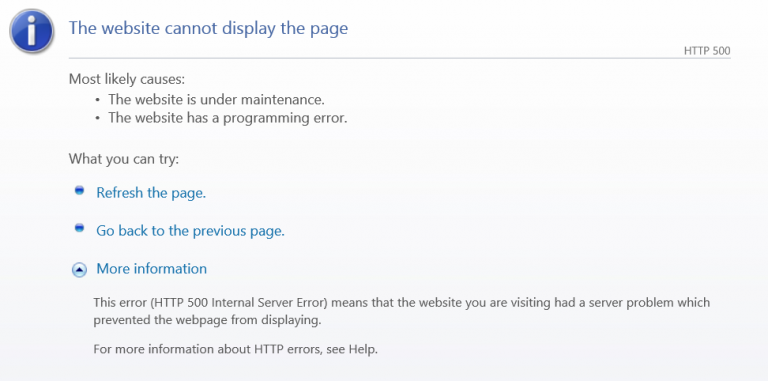 The website cannot display the page
HTTP 500
Most likely causes:
• The website is under maintenance.
• The website has a programming error.
What you can try:
Refresh the page.
Go back to the previous page.
More information
This error (HTTP 500 Internal Server Error) means that the website you are visiting had a server problem which
prevented the webpage from displaying.
For more information about HTTP errors, see Help.